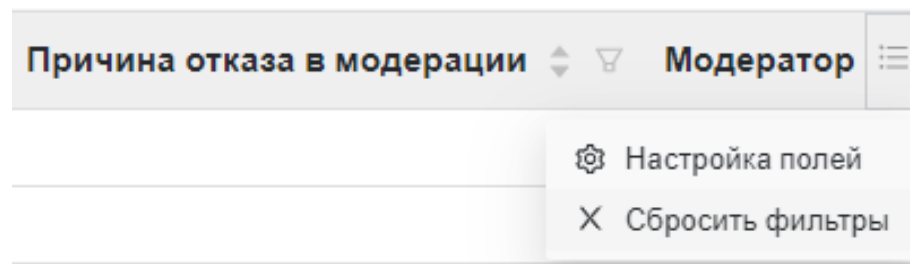 Причина отказа в модерации Модератор
Настройка полей
Сбросить фильтры